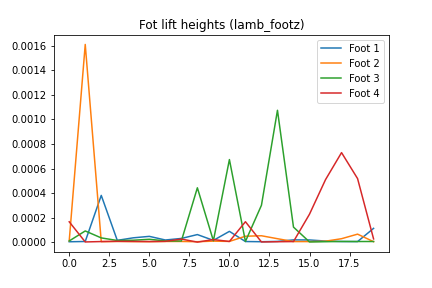 Fot lift heights (lamb_footz)
0.0016
0.0014
0.0012
0.0010
0.0008
0.0006
0.0004
0.0002
0.0000
Foot 1
Foot 2
Foot 3
Foot 4
0.0 2.5 5.0 7.5 10.0 12.5 15.0 17.5